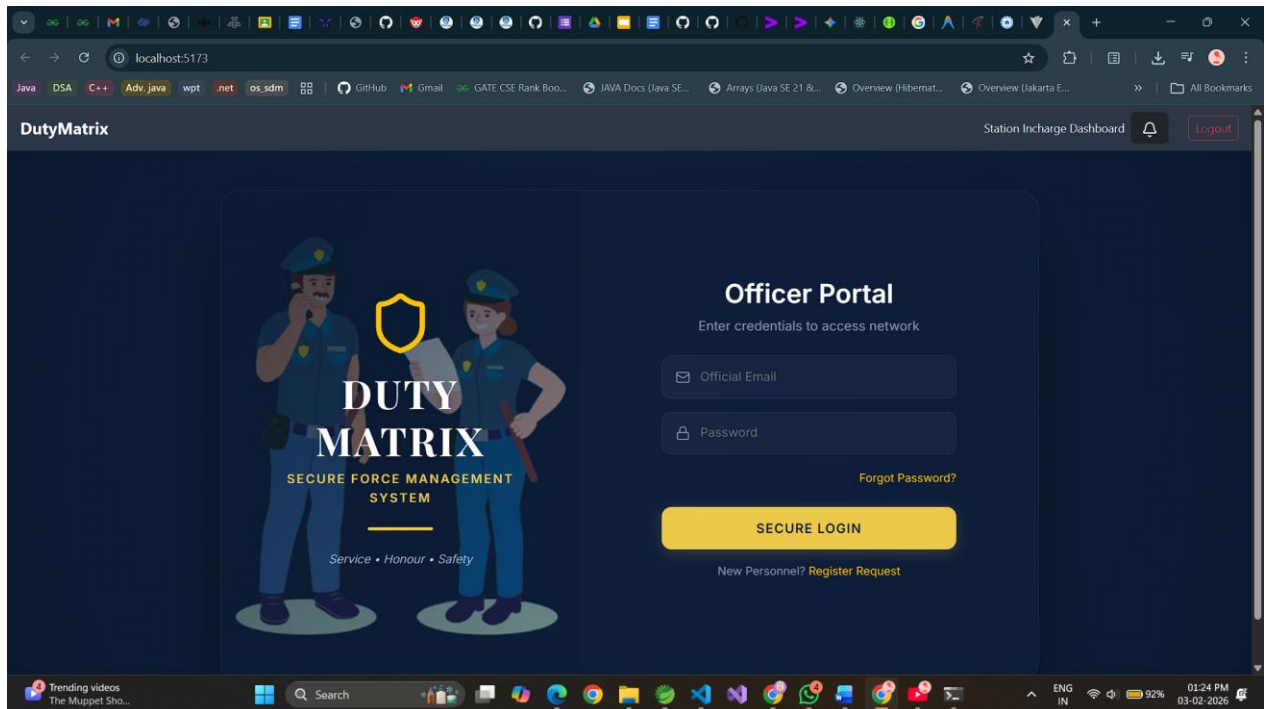 localhost:5173
Java DSA C++ Adv. java wpt .net os_sdm GitHub Gmail GATE CSE Rank Boo... JAVA Docs (Java SE... Arrays (Java SE 21 &... Overview (Hibernat... Overview (Jakarta E... » All Bookmarks
DutyMatrix Station Incharge Dashboard Logout
DUTY
MATRIX
SECURE FORCE MANAGEMENT
SYSTEM
Service • Honour • Safety
Officer Portal
Enter credentials to access network
Official Email
Password
Forgot Password?
SECURE LOGIN
New Personnel? Register Request
Trending videos
The Muppet Sho...
Search
ENG
IN
92%
01:24 PM
03-02-2026